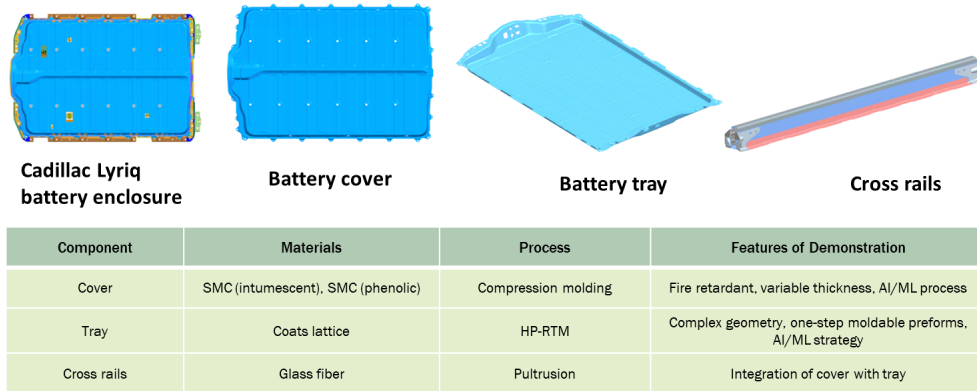 Cadillac Lyriq
battery enclosure
Battery cover
Battery tray
Cross rails
Component Materials Process Features of Demonstration
Cover SMC (intumescent), SMC (phenolic) Compression molding Fire retardant, variable thickness, AI/ML process
Tray Coats lattice HP-RTM Complex geometry, one-step moldable preforms,
AI/ML strategy
Cross rails Glass fiber Pultrusion Integration of cover with tray